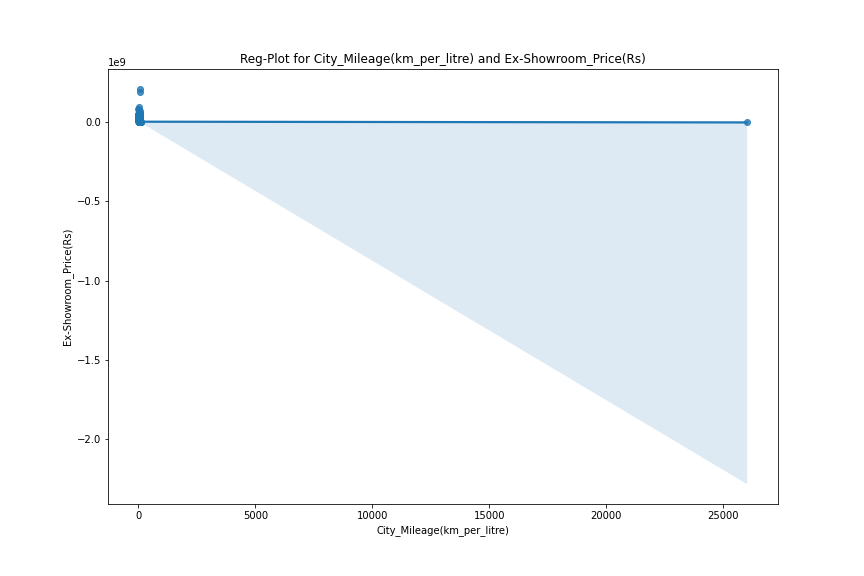 Reg-Plot for City_Mileage(km_per_litre) and Ex-Showroom_Price(Rs)
1e9
0.0
−0.5
−1.0
−1.5
−2.0
Ex-Showroom_Price(Rs)
0
5000
10000
15000
20000
25000
City_Mileage(km_per_litre)